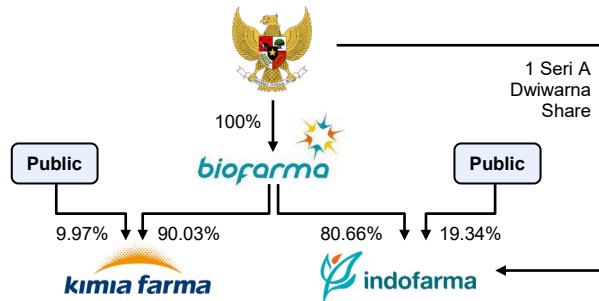 1 Seri A
Dwiwarna
Share
100%
biofarma
Public
Public
9.97%
90.03%
80.66%
19.34%
kimia farma
indofarma